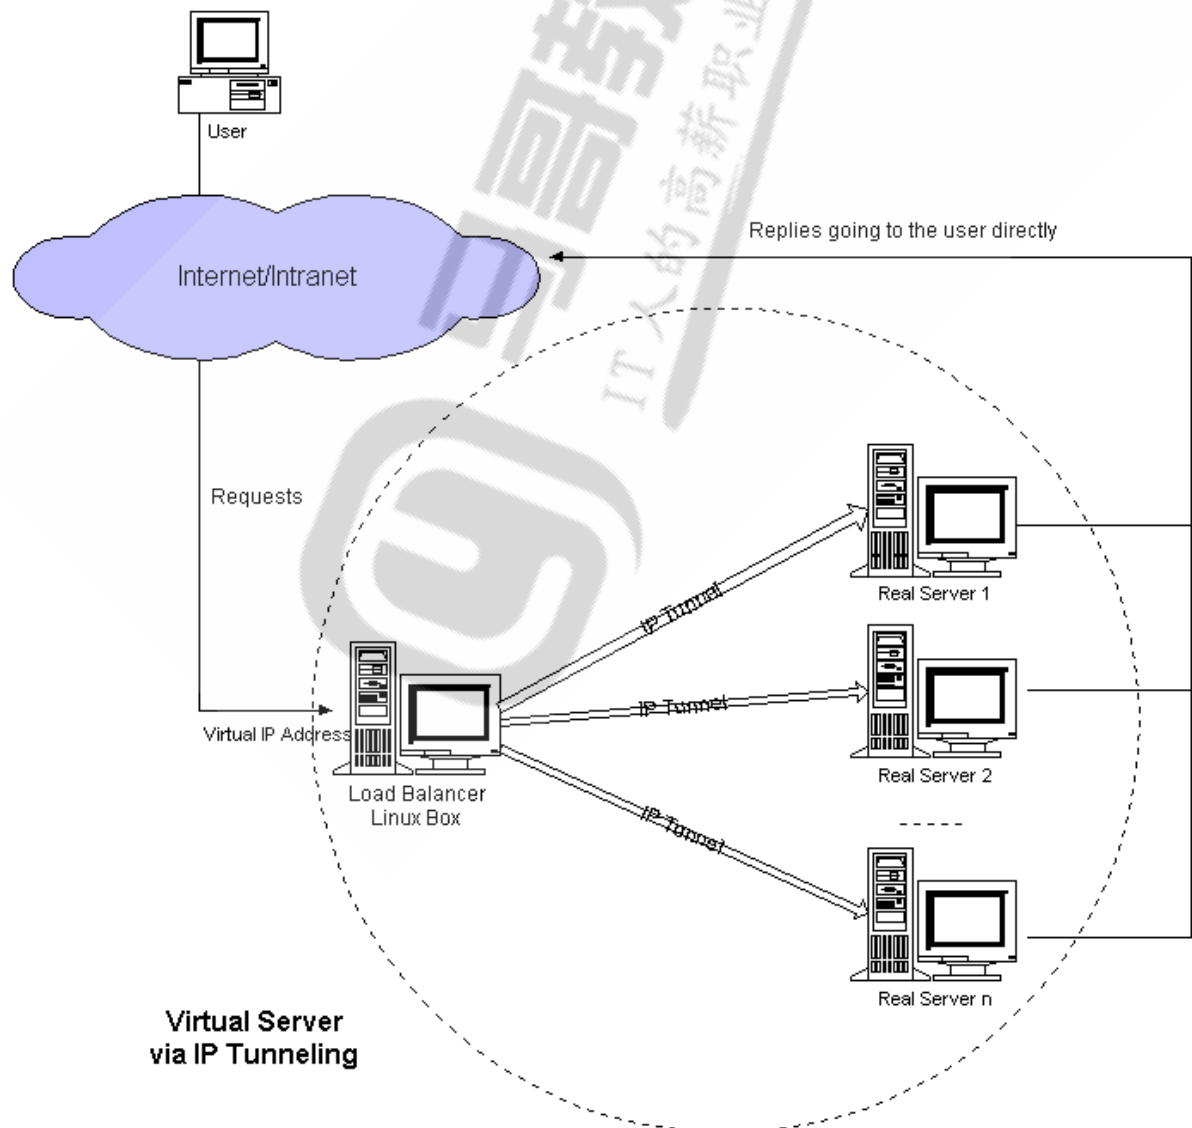 User
Internet/Intranet
Replies going to the user directly
Requests
IP Tunnel
Real Server 1
IP Tunnel
Virtual IP Address
Real Server 2
Load Balancer
Linux Box
IP Tunnel
Real Server n
Virtual Server
via IP Tunneling
IT人的高薪职业